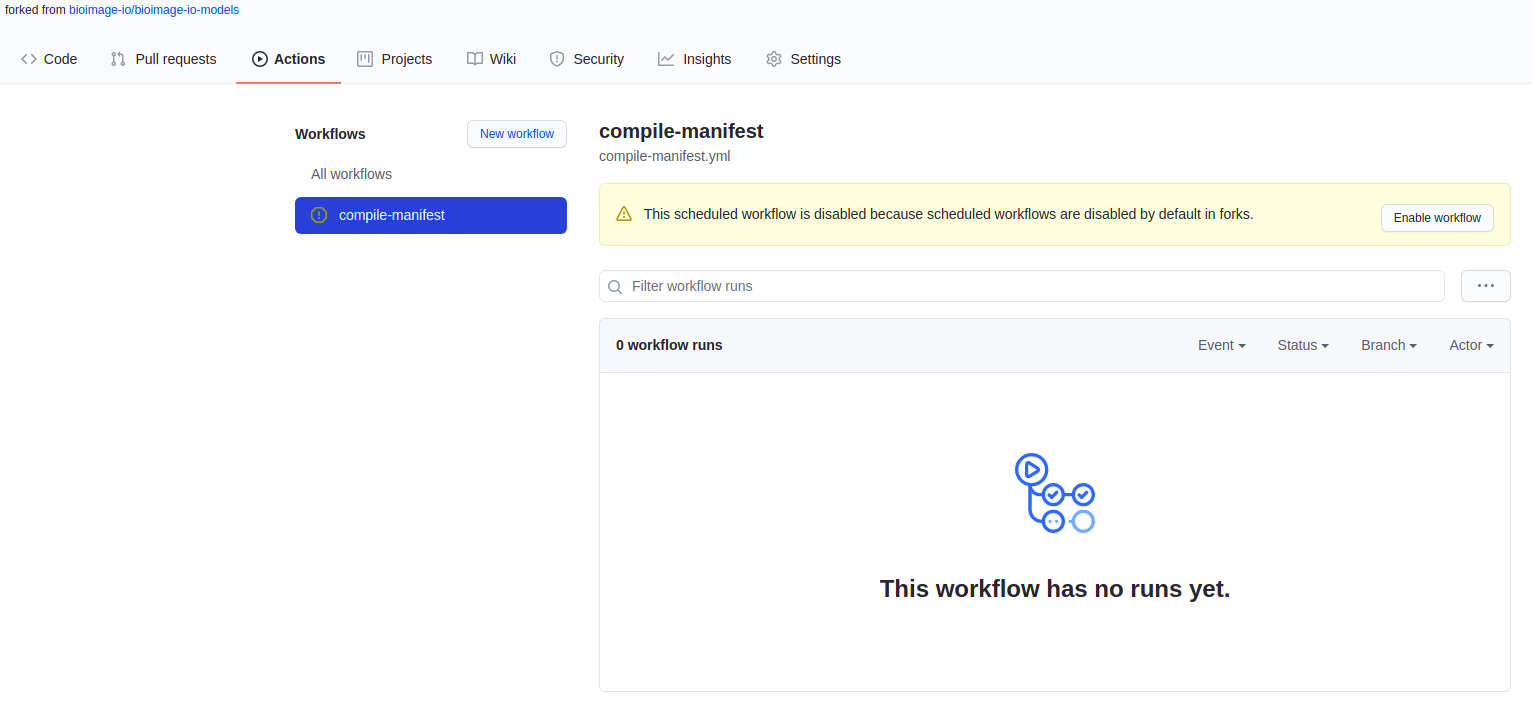 forked from bioimage-io/bioimage-io-models
Code Pull requests Actions Projects Wiki Security Insights Settings
Workflows New workflow
All workflows
compile-manifest
compile-manifest
compile-manifest.yml
This scheduled workflow is disabled because scheduled workflows are disabled by default in forks. Enable workflow
Filter workflow runs
0 workflow runs Event Status Branch Actor
This workflow has no runs yet.